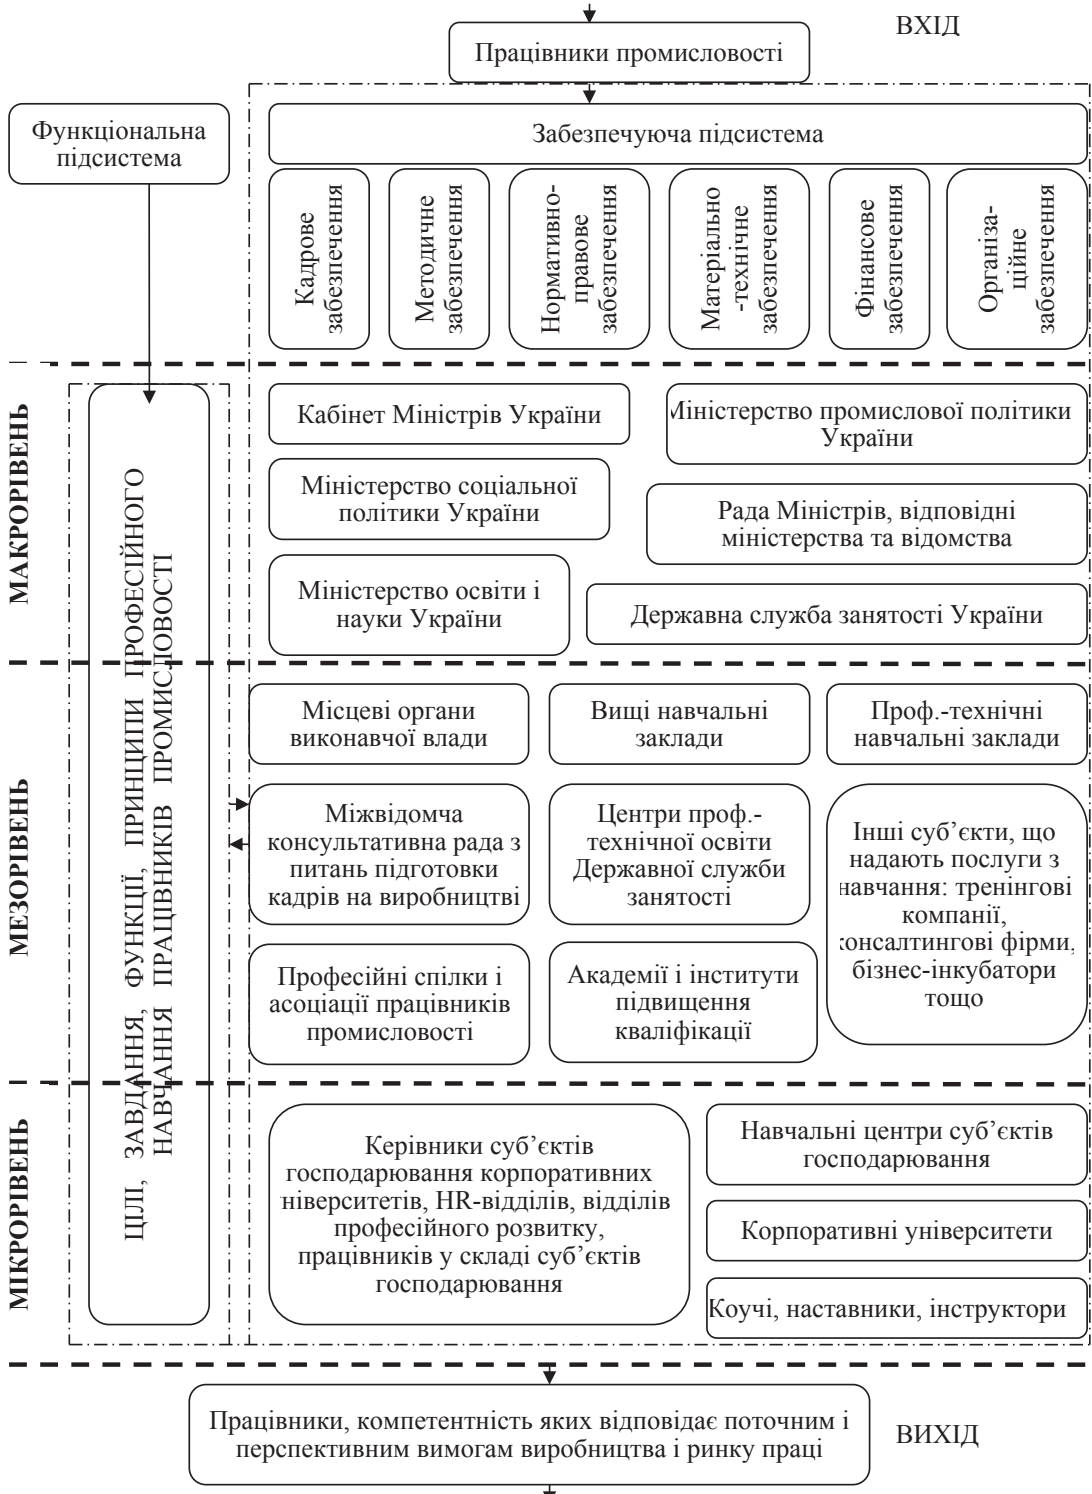 ВХІД
Працівники промисловості
Функціональна
підсистема
Забезпечуюча підсистема
Кадрове
забезпечення
Методичне
забезпечення
Нормативно-
правове
забезпечення
Матеріально
-технічне
забезпечення
Фінансове
забезпечення
Організа-
ційне
забезпечення
МАКРОРІВЕНЬ
ЦІЛІ, ЗАВДАННЯ, ФУНКЦІЇ, ПРИНЦИПИ ПРОФЕСІЙНОГО
НАВЧАННЯ ПРАЦІВНИКІВ ПРОМИСЛОВОСТІ
Кабінет Міністрів України
Міністерство промислової політики
України
Міністерство соціальної
політики України
Рада Міністрів, відповідні
міністерства та відомства
Міністерство освіти і
науки України
Державна служба занятості України
МЕЗОРІВЕНЬ
Місцеві органи
виконавчої влади
Вищі навчальні
заклади
Проф.-технічні
навчальні заклади
Міжвідомча
консультативна рада з
питань підготовки
кадрів на виробництві
Центри проф.-
технічної освіти
Державної служби
занятості
Інші суб’єкти, що
надають послуги з
навчання: тренінгові
компанії,
консалтингові фірми,
бізнес-інкубатори
тощо
Професійні спілки і
асоціації працівників
промисловості
Академії і інститути
підвищення
кваліфікації
МІКРОРІВЕНЬ
Керівники суб’єктів
господарювання корпоративних
ніверситетів, HR-відділів, відділів
професійного розвитку,
працівників у складі суб’єктів
господарювання
Навчальні центри суб’єктів
господарювання
Корпоративні університети
Коучі, наставники, інструктори
Працівники, компетентність яких відповідає поточним і
перспективним вимогам виробництва і ринку праці
ВИХІД